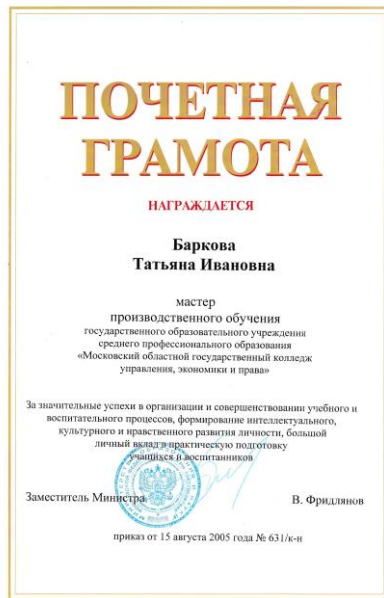 ПОЧЕТНАЯ
ГРАМОТА
НАГРАЖДАЕТСЯ
Баркова
Татьяна Ивановна
мастер
производственного обучения
государственного образовательного учреждения
среднего профессионального образования
«Московский областной государственный колледж
управления, экономики и права»
За значительные успехи в организации и совершенствовании учебного и
воспитательного процессов, формирование интеллектуального,
культурного и нравственного развития личности, большой
личный вклад в практическую подготовку
учащихся и воспитанников
Заместитель Министра В. Фридлянов
приказ от 15 августа 2005 года № 631/к-н